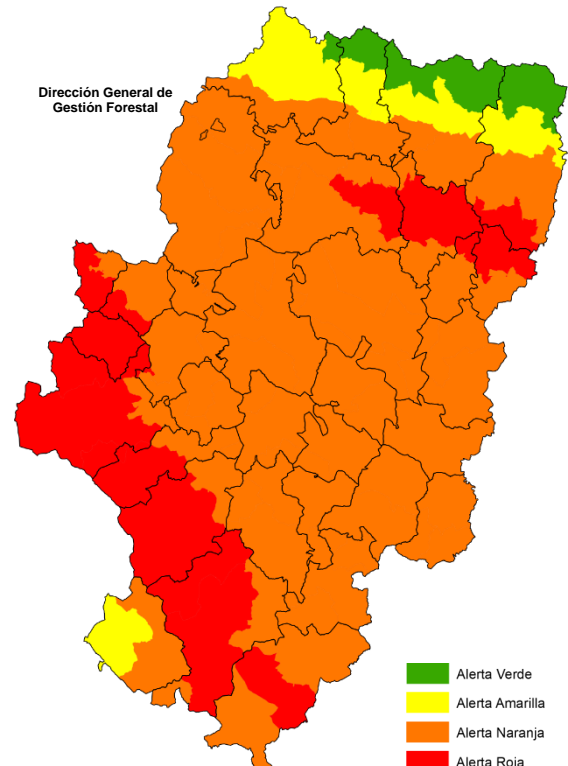 Dirección General de
Gestión Forestal
Alerta Verde
Alerta Amarilla
Alerta Naranja
Alerta Roja